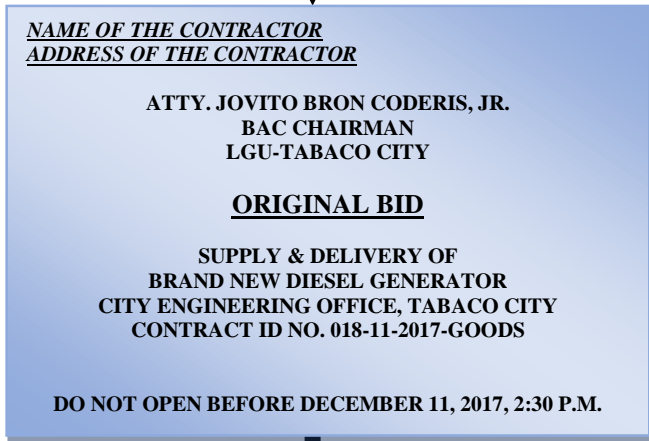 NAME OF THE CONTRACTOR
ADDRESS OF THE CONTRACTOR
ATTY. JOVITO BRON CODERIS, JR.
BAC CHAIRMAN
LGU-TABACO CITY
ORIGINAL BID
SUPPLY & DELIVERY OF
BRAND NEW DIESEL GENERATOR
CITY ENGINEERING OFFICE, TABACO CITY
CONTRACT ID NO. 018-11-2017-GOODS
DO NOT OPEN BEFORE DECEMBER 11, 2017, 2:30 P.M.